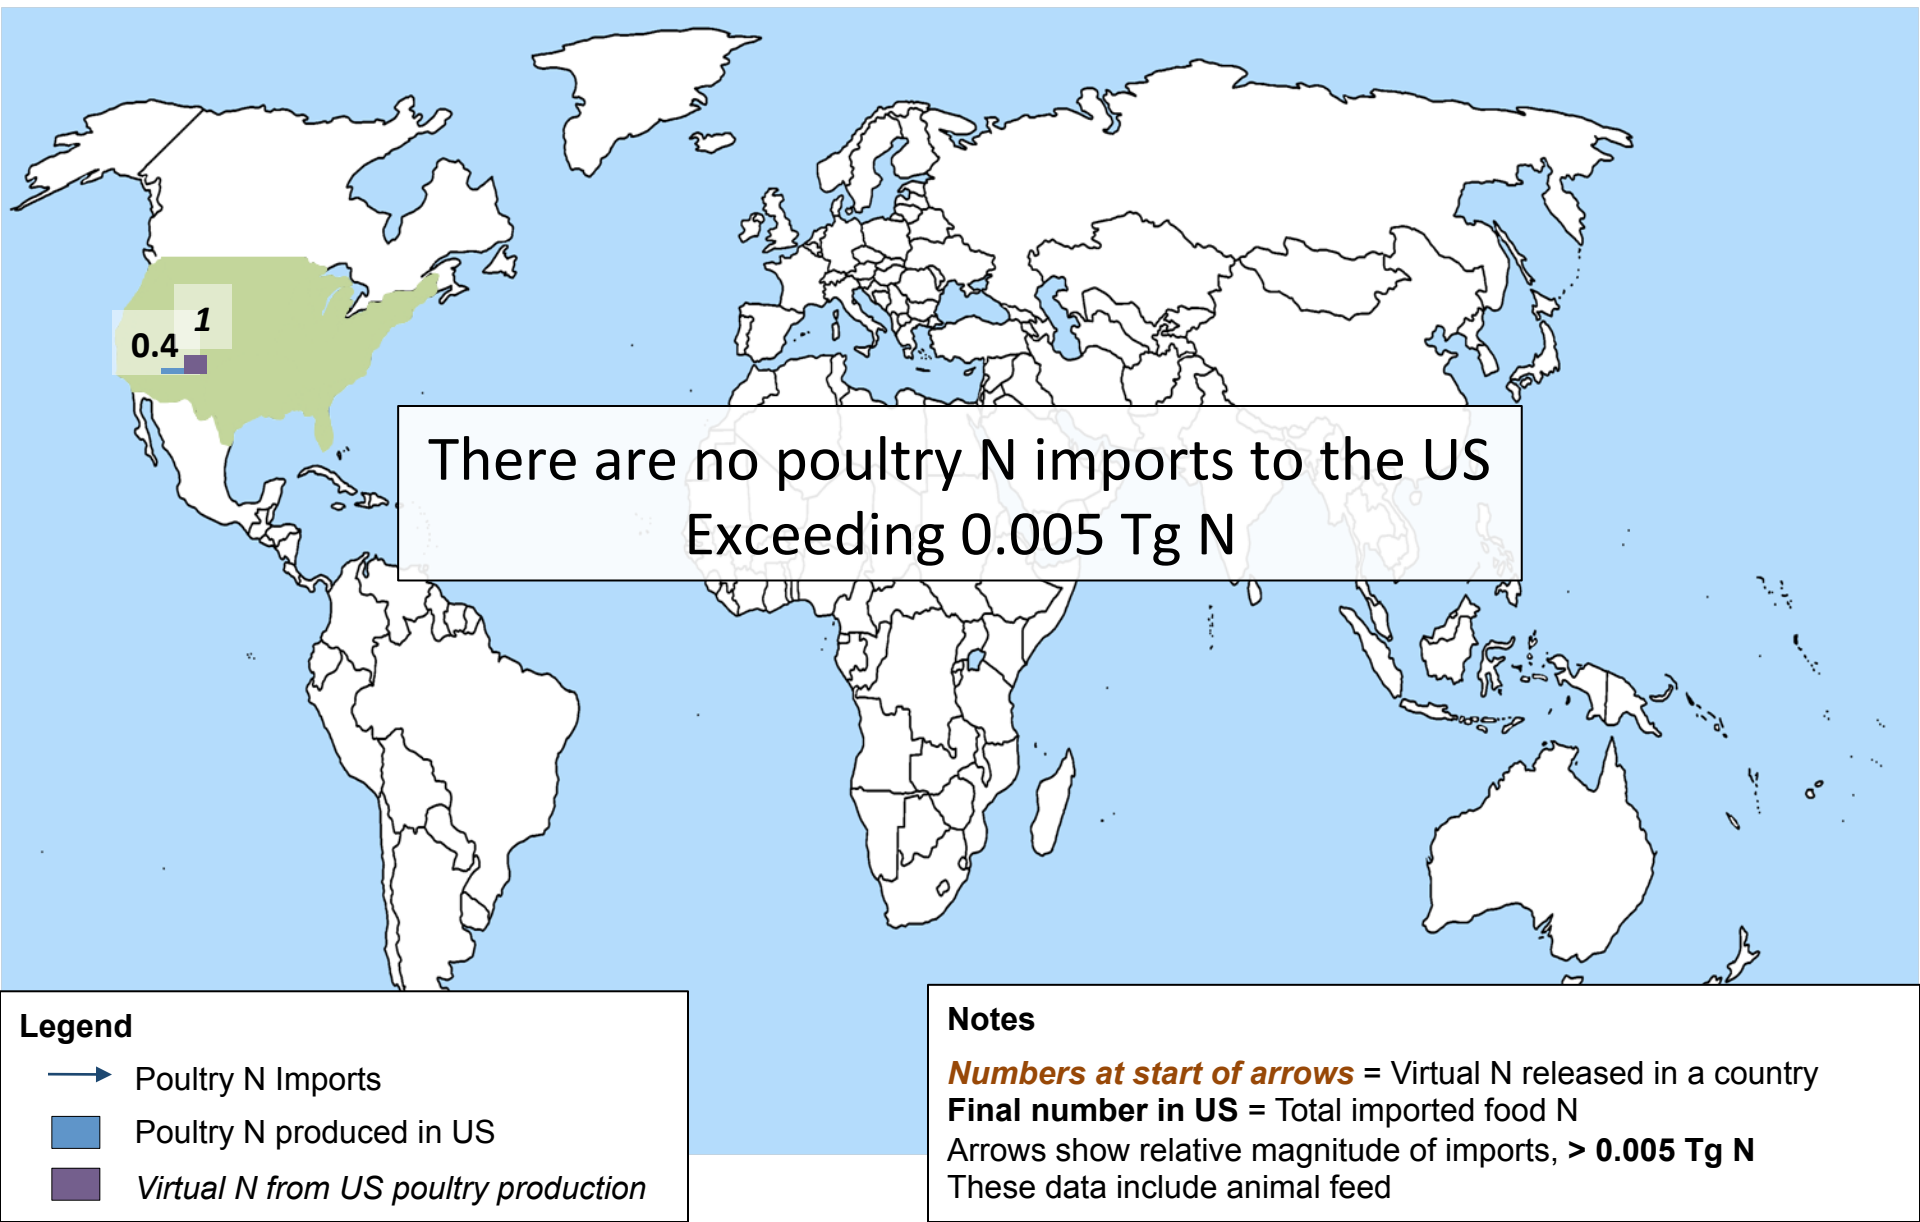 1
0.4
There are no poultry N imports to the US
Exceeding 0.005 Tg N
Legend
Poultry N Imports
Poultry N produced in US
Virtual N from US poultry production
Notes
Numbers at start of arrows = Virtual N released in a country
Final number in US = Total imported food N
Arrows show relative magnitude of imports, > 0.005 Tg N
These data include animal feed